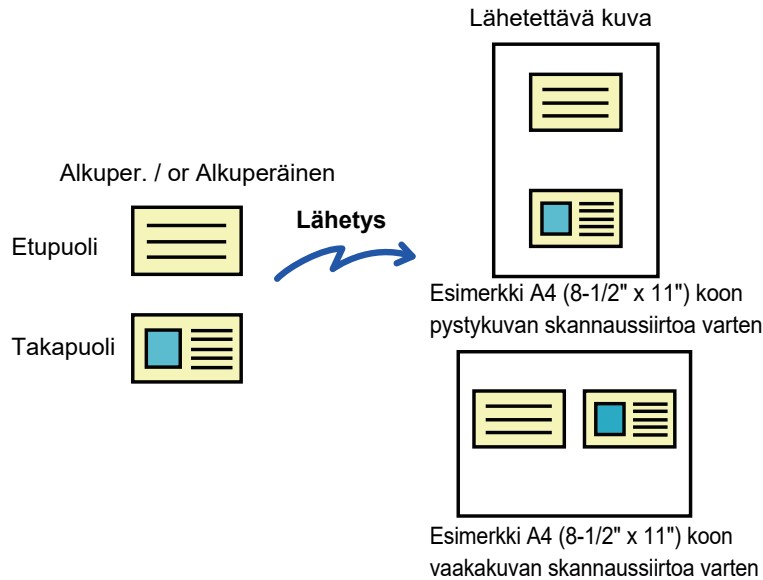 Lähetettävä kuva
Alkuper. / or Alkuperäinen
Etupuoli
Takapuoli
Lähetys
Esimerkki A4 (8-1/2" x 11") koon
pystykuvan skannaussiirtoa varten
Esimerkki A4 (8-1/2" x 11") koon
vaakakuvan skannaussiirtoa varten